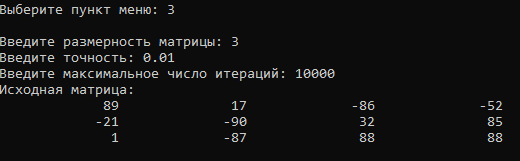 Выберите пункт меню: 3
Введите размерность матрицы: 3
Введите точность: 0.01
Введите максимальное число итераций: 10000
Исходная матрица:
89 17 -86 -52
-21 -90 32 85
1 -87 88 88